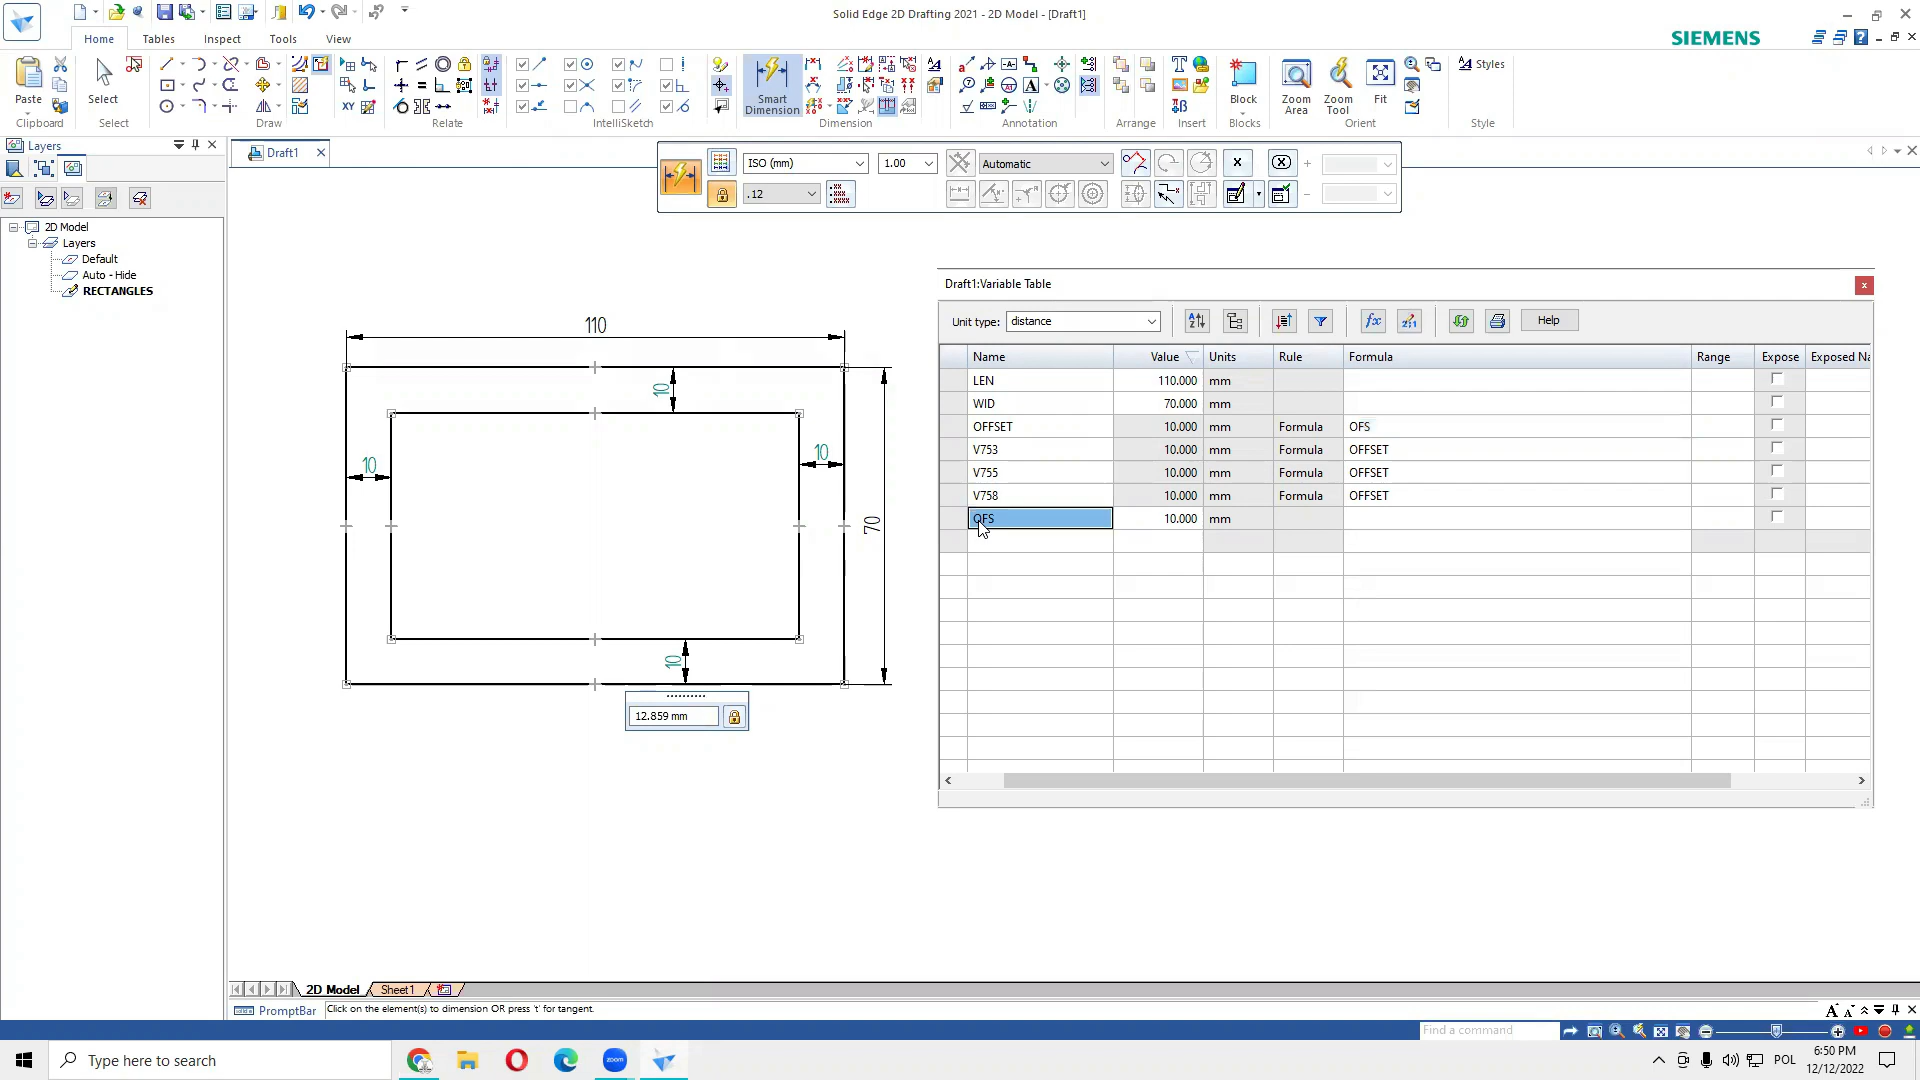 Solid Edge 2D Drafting 2021 - 2D Model - [Draft1]
Home
Tables
Inspect
Sketch
Tools
View
SIEMENS
Paste
Select
XY
Smart
Dimension
Block
Zoom
Area
Zoom
Tool
Fit
Styles
Clipboard
Select
Draw
Relate
IntelliSketch
Dimension
Annotation
Arrange
Insert
Blocks
Orient
Style
Layers
Draft1
ISO (mm)
1.00
Automatic
.12
2D Model
Layers
Default
Auto - Hide
RECTANGLES
110
10
10
10
70
10
12.859 mm
Draft1:Variable Table
Unit type:
distance
Help
Name
Value
Units
Rule
Formula
Range
Expose
Exposed Na
LEN
110.000
mm
WID
70.000
mm
OFFSET
10.000
mm
Formula
OFS
V753
10.000
mm
Formula
OFFSET
V755
10.000
mm
Formula
OFFSET
V758
10.000
mm
Formula
OFFSET
OFS
10.000
mm
2D Model
Sheet1
PromptBar
Click on the element(s) to dimension OR press 't' for tangent.
Find a command
Type here to search
zoom
POL
6:50 PM
12/12/2022